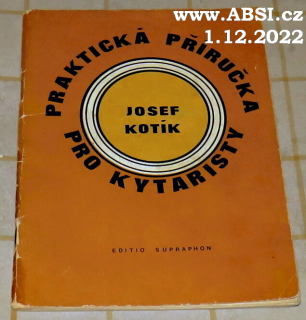 www.ABSI.cz
1.12.2022
PRAKTICKÁ PŘÍRUČKA
JOSEF
KOTÍK
PRO KYTARISTY
EDITIO SUPRAPHON